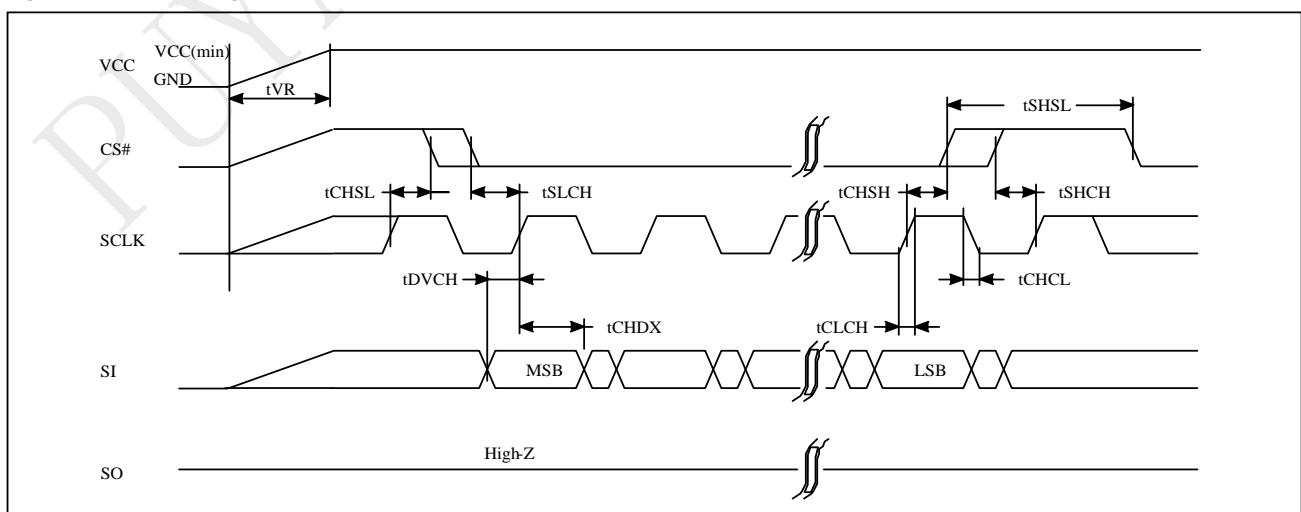 PUYA
VCC(min)
VCC
GND
tVR
tSHSL
CS#
tCHSL
tSLCH
tCHSH
tSHCH
SCLK
tDVCH
tCHCL
tCHDX
tCLCH
SI
MSB
LSB
High-Z
SO